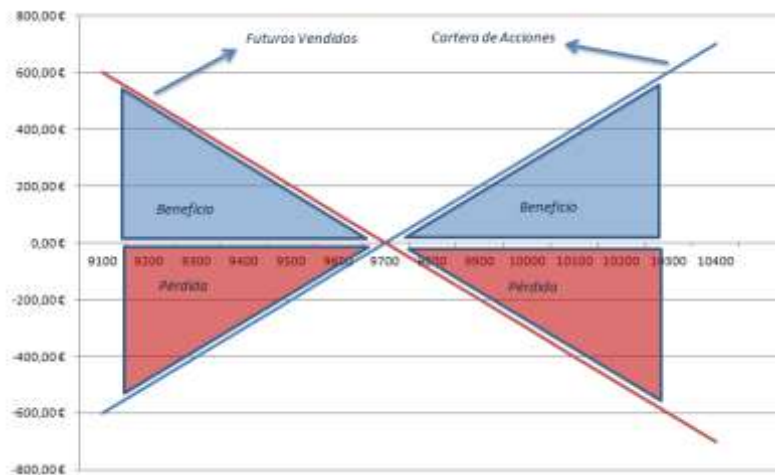 800,00€
Futuros Vendidos
Cartera de Acciones
600,00€
400,00€
200,00€
Beneficio
Beneficio
0,00€
9100 9200 9300 9400 9500 9600 9700 9800 9900 10000 10100 10200 10300 10400
Pérdida
Pérdida
-200,00€
-400,00€
-600,00€
-800,00€